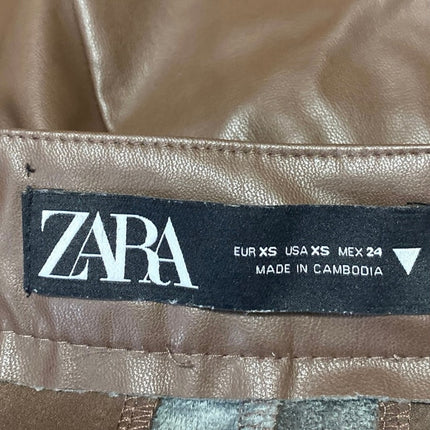 ZARA
EUR XS USA XS MEX 24
MADE IN CAMBODIA